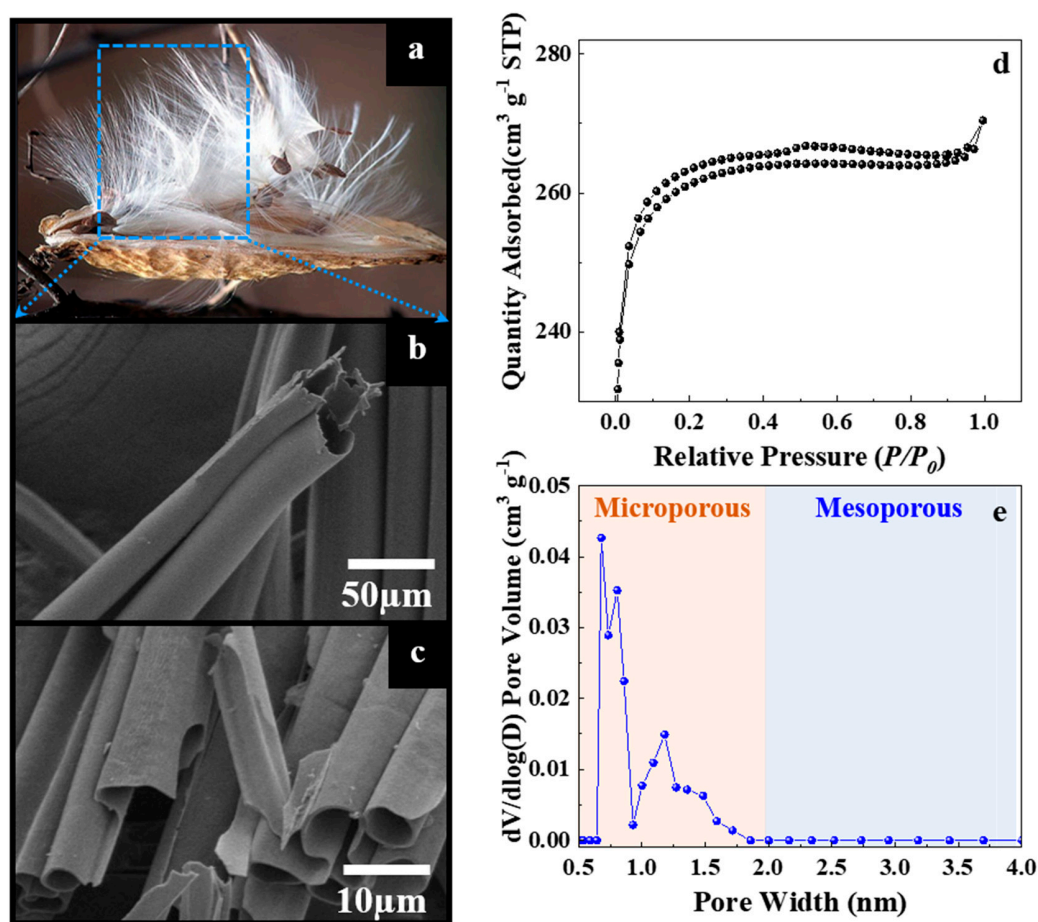 a
b
50µm
c
10µm
d
Quantity Adsorbed(cm³ g⁻¹ STP)
280
260
240
0.0 0.2 0.4 0.6 0.8 1.0
Relative Pressure (P/P₀)
e
Microporous Mesoporous
dV/dlog(D) Pore Volume (cm³ g⁻¹)
0.05
0.04
0.03
0.02
0.01
0.00
0.5 1.0 1.5 2.0 2.5 3.0 3.5 4.0
Pore Width (nm)